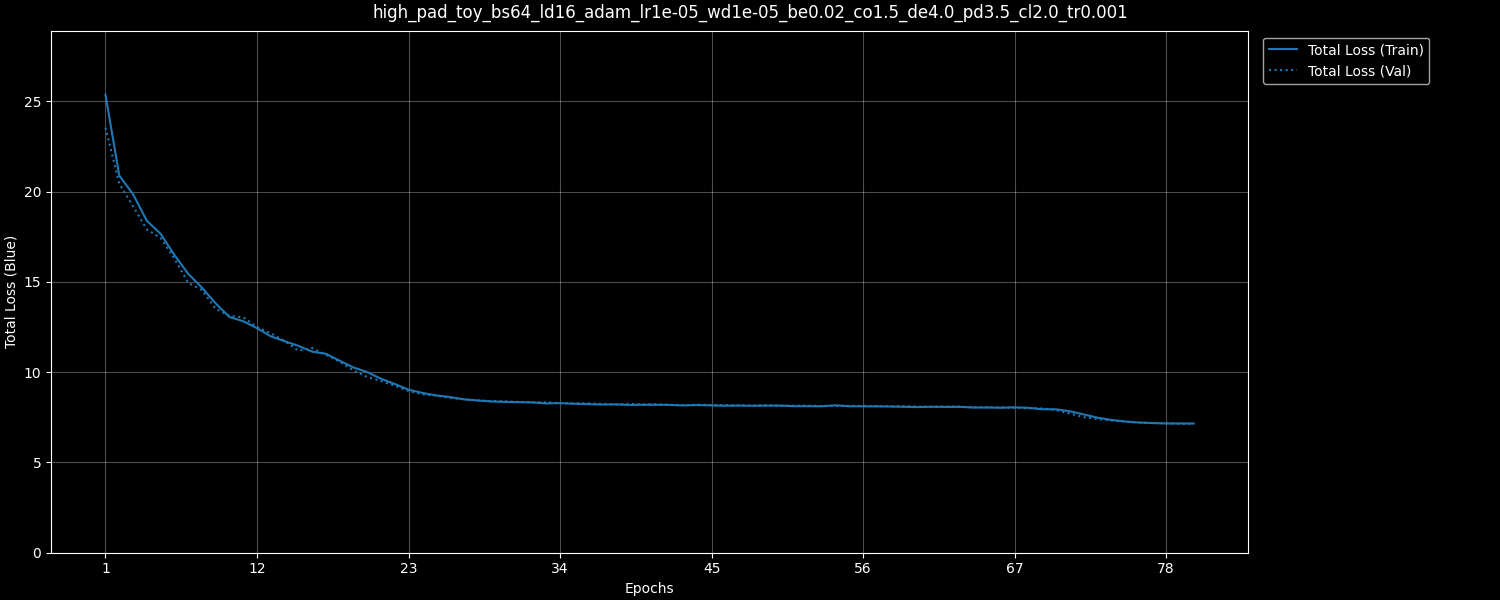 high_pad_toy_bs64_ld16_adam_lr1e-05_wd1e-05_be0.02_co1.5_de4.0_pd3.5_cl2.0_tr0.001
Total Loss (Train)
Total Loss (Val)
Total Loss (Blue)
25
20
15
10
5
0
1 12 23 34 45 56 67 78
Epochs